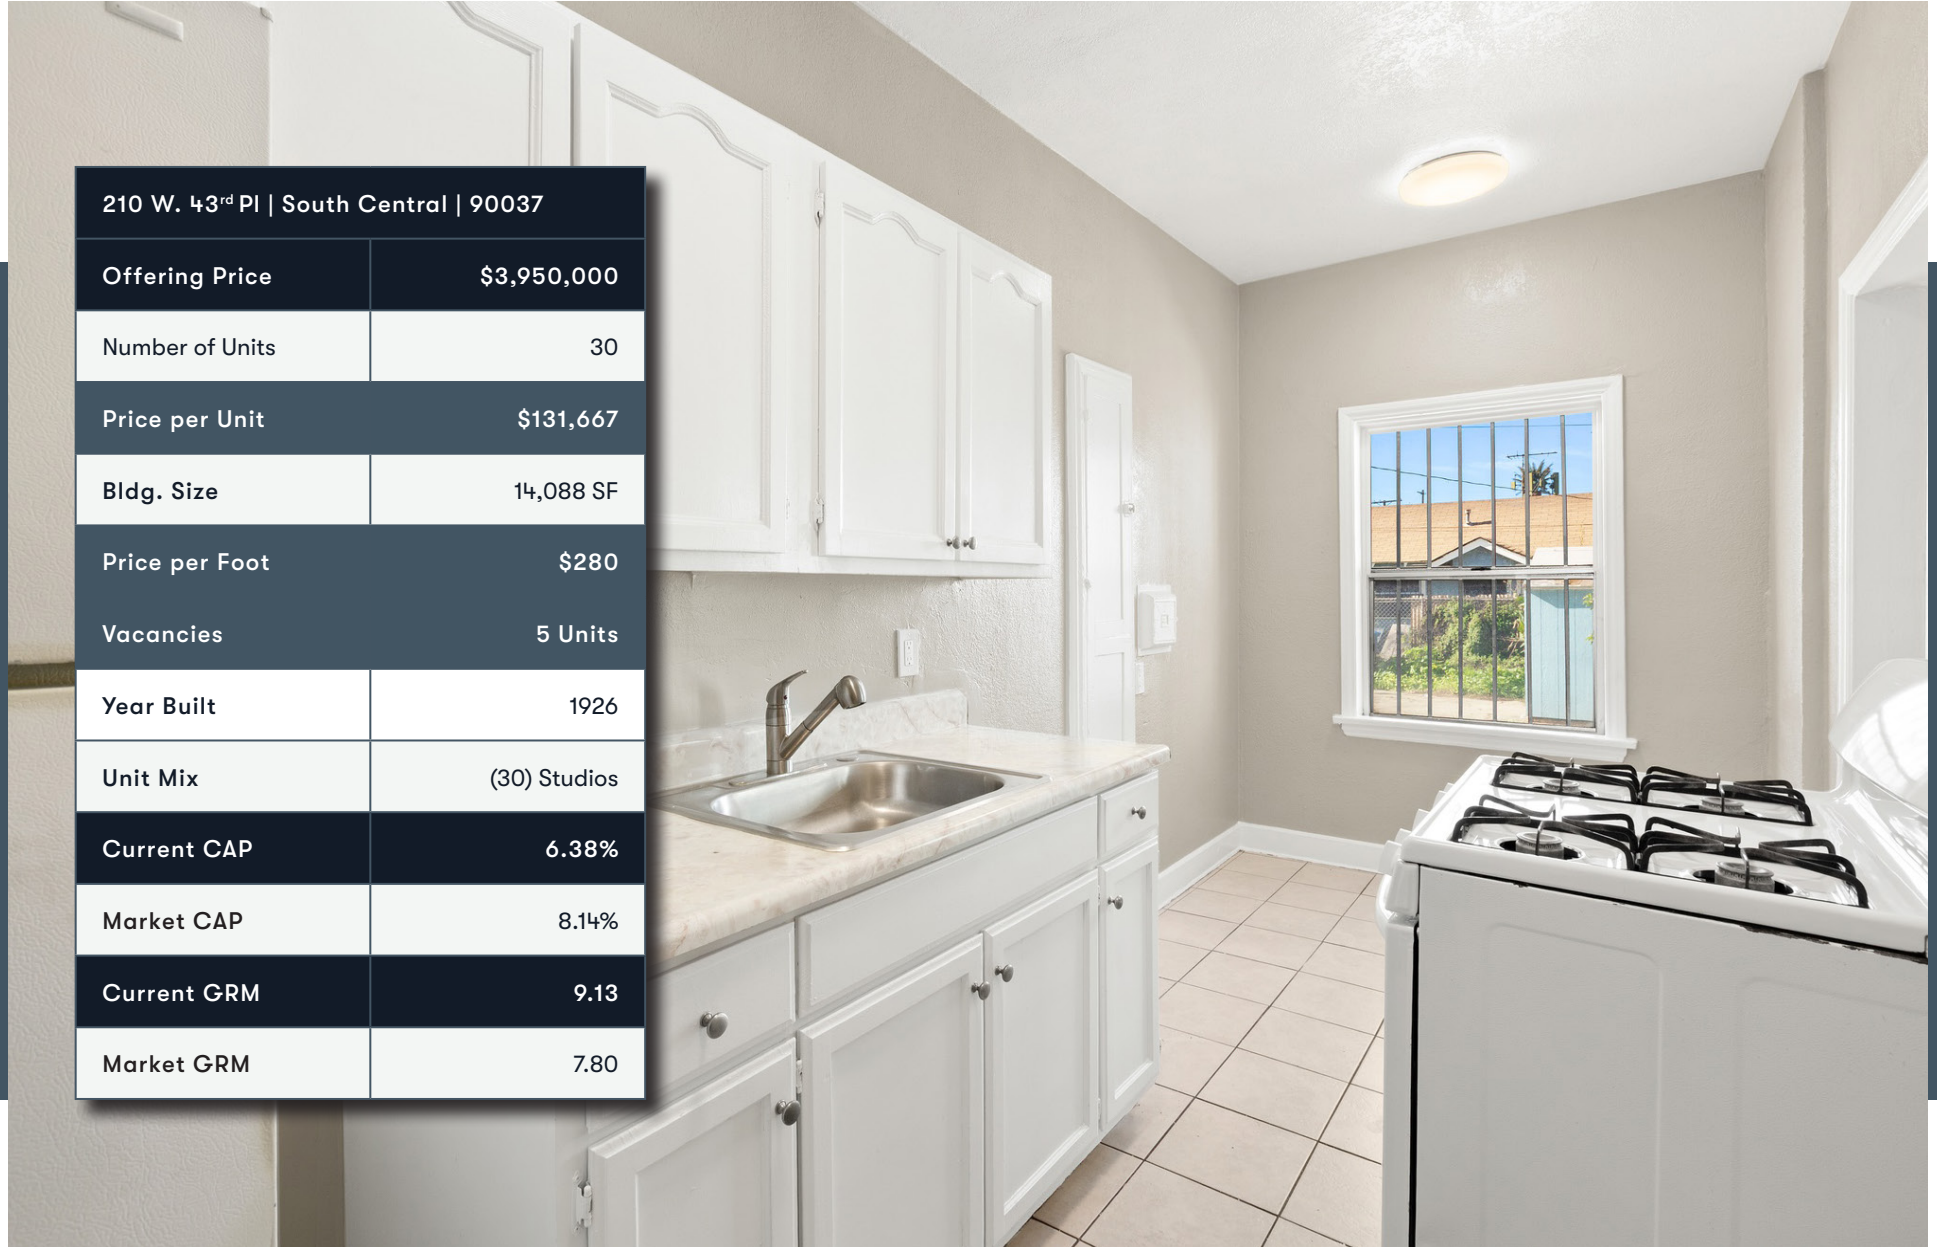 210 W. 43rd Pl | South Central | 90037
Offering Price $3,950,000
Number of Units 30
Price per Unit $131,667
Bldg. Size 14,088 SF
Price per Foot $280
Vacancies 5 Units
Year Built 1926
Unit Mix (30) Studios
Current CAP 6.38%
Market CAP 8.14%
Current GRM 9.13
Market GRM 7.80